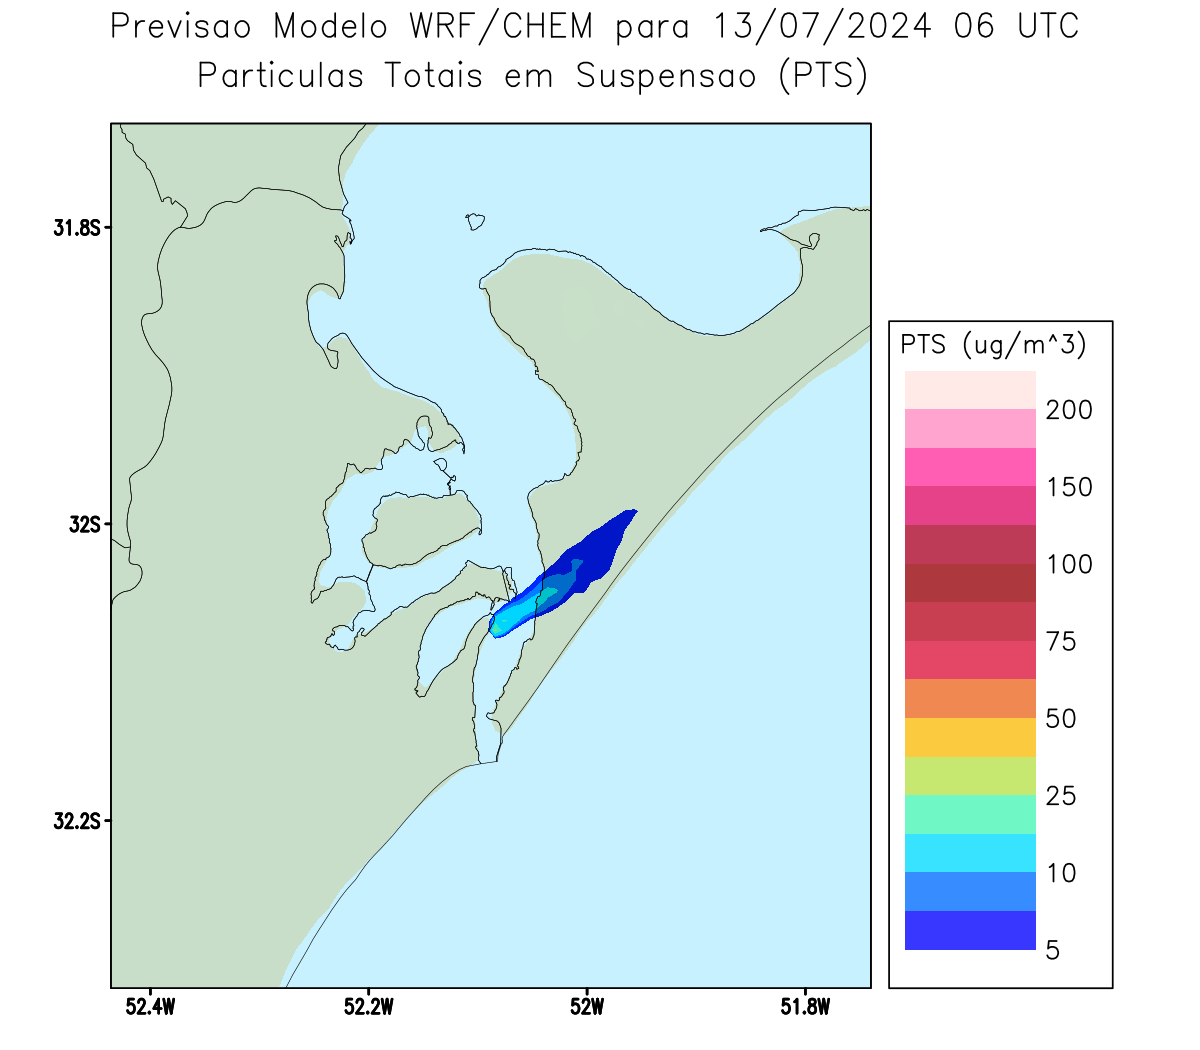 Previsao Modelo WRF/CHEM para 13/07/2024 06 UTC
Particulas Totais em Suspensao (PTS)
31.8S
32S
32.2S
52.4W
52.2W
52W
51.8W
PTS (ug/m^3)
200
150
100
75
50
25
10
5